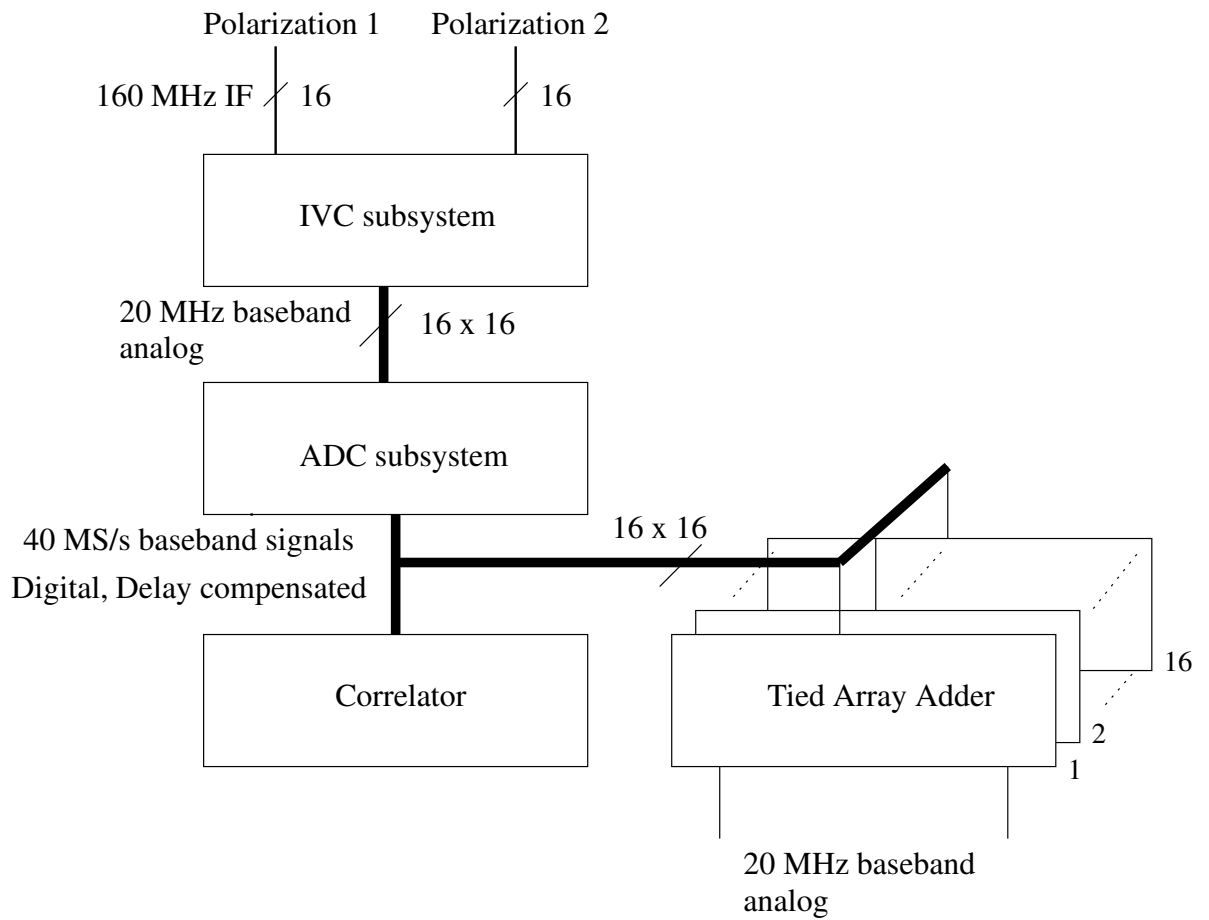 Polarization 1
Polarization 2
160 MHz IF
16
16
IVC subsystem
20 MHz baseband
analog
16 x 16
ADC subsystem
40 MS/s baseband signals
Digital, Delay compensated
16 x 16
Correlator
Tied Array Adder
16
2
1
20 MHz baseband
analog